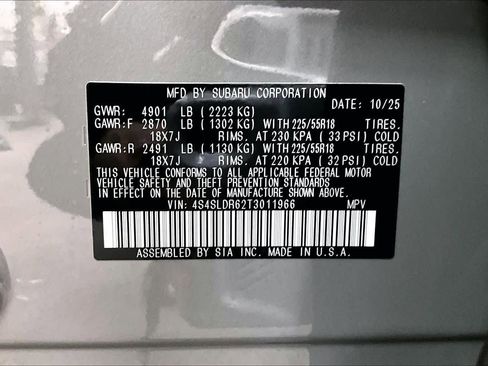 MFD BY SUBARU CORPORATION
GVWR: 4901 LB ( 2223 KG) DATE: 10/25
GAWR:F 2870 LB ( 1302 KG) WITH 225/55R18 TIRES.
18X7J RIMS. AT 230 KPA ( 33 PSI) COLD
GAWR:R 2491 LB ( 1130 KG) WITH 225/55R18 TIRES.
18X7J RIMS. AT 220 KPA ( 32 PSI) COLD
THIS VEHICLE CONFORMS TO ALL APPLICABLE FEDERAL MOTOR
VEHICLE SAFETY AND THEFT PREVENTION STANDARDS
IN EFFECT ON THE DATE OF MANUFACTURE SHOWN ABOVE.
VIN: 4S4SLDR62T3011966 MPV
ASSEMBLED BY SIA INC. MADE IN U.S.A.